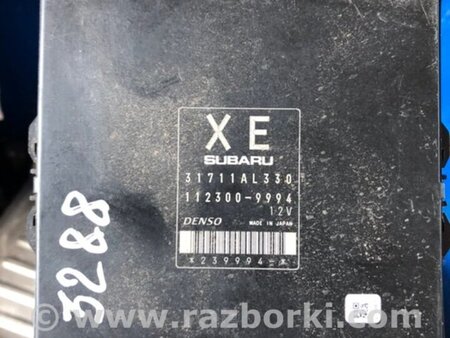 XE
SUBARU
31711AL330
112300-9994
12V
DENSO MADE IN JAPAN
*239994-*
3288
www.razborki.com